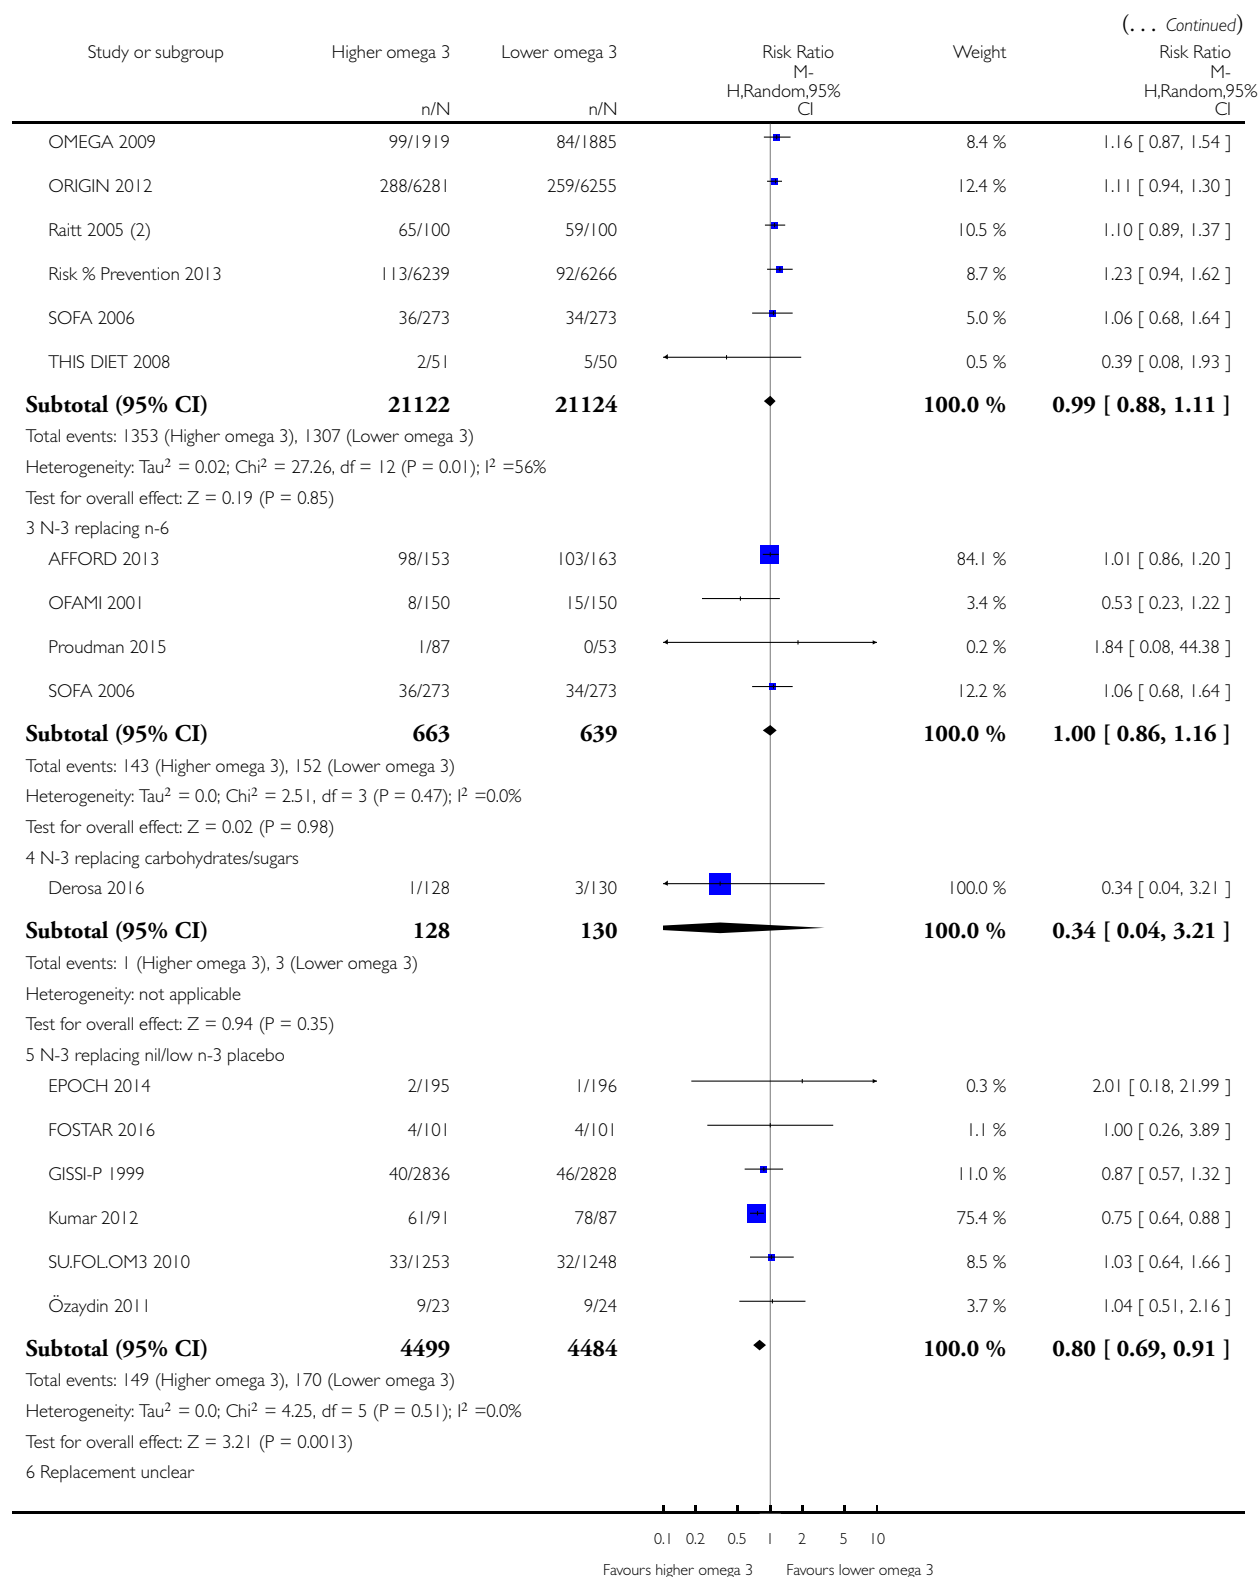 (... Continued)
Study or subgroup Higher omega 3 Lower omega 3 Risk Ratio Weight Risk Ratio
M- M-
H,Random,95% H,Random,95%
n/N n/N CI CI
OMEGA 2009 99/1919 84/1885 8.4 % 1.16 [ 0.87, 1.54 ]
ORIGIN 2012 288/6281 259/6255 12.4 % 1.11 [ 0.94, 1.30 ]
Raitt 2005 (2) 65/100 59/100 10.5 % 1.10 [ 0.89, 1.37 ]
Risk % Prevention 2013 113/6239 92/6266 8.7 % 1.23 [ 0.94, 1.62 ]
SOFA 2006 36/273 34/273 5.0 % 1.06 [ 0.68, 1.64 ]
THIS DIET 2008 2/51 5/50 0.5 % 0.39 [ 0.08, 1.93 ]
Subtotal (95% CI) 21122 21124 100.0 % 0.99 [ 0.88, 1.11 ]
Total events: 1353 (Higher omega 3), 1307 (Lower omega 3)
Heterogeneity: Tau² = 0.02; Chi² = 27.26, df = 12 (P = 0.01); I² =56%
Test for overall effect: Z = 0.19 (P = 0.85)
3 N-3 replacing n-6
AFFORD 2013 98/153 103/163 84.1 % 1.01 [ 0.86, 1.20 ]
OFAMI 2001 8/150 15/150 3.4 % 0.53 [ 0.23, 1.22 ]
Proudman 2015 1/87 0/53 0.2 % 1.84 [ 0.08, 44.38 ]
SOFA 2006 36/273 34/273 12.2 % 1.06 [ 0.68, 1.64 ]
Subtotal (95% CI) 663 639 100.0 % 1.00 [ 0.86, 1.16 ]
Total events: 143 (Higher omega 3), 152 (Lower omega 3)
Heterogeneity: Tau² = 0.0; Chi² = 2.51, df = 3 (P = 0.47); I² =0.0%
Test for overall effect: Z = 0.02 (P = 0.98)
4 N-3 replacing carbohydrates/sugars
Derosa 2016 1/128 3/130 100.0 % 0.34 [ 0.04, 3.21 ]
Subtotal (95% CI) 128 130 100.0 % 0.34 [ 0.04, 3.21 ]
Total events: 1 (Higher omega 3), 3 (Lower omega 3)
Heterogeneity: not applicable
Test for overall effect: Z = 0.94 (P = 0.35)
5 N-3 replacing nil/low n-3 placebo
EPOCH 2014 2/195 1/196 0.3 % 2.01 [ 0.18, 21.99 ]
FOSTAR 2016 4/101 4/101 1.1 % 1.00 [ 0.26, 3.89 ]
GISSI-P 1999 40/2836 46/2828 11.0 % 0.87 [ 0.57, 1.32 ]
Kumar 2012 61/91 78/87 75.4 % 0.75 [ 0.64, 0.88 ]
SU.FOL.OM3 2010 33/1253 32/1248 8.5 % 1.03 [ 0.64, 1.66 ]
Özaydin 2011 9/23 9/24 3.7 % 1.04 [ 0.51, 2.16 ]
Subtotal (95% CI) 4499 4484 100.0 % 0.80 [ 0.69, 0.91 ]
Total events: 149 (Higher omega 3), 170 (Lower omega 3)
Heterogeneity: Tau² = 0.0; Chi² = 4.25, df = 5 (P = 0.51); I² =0.0%
Test for overall effect: Z = 3.21 (P = 0.0013)
6 Replacement unclear
0.1 0.2 0.5 1 2 5 10
Favours higher omega 3 Favours lower omega 3